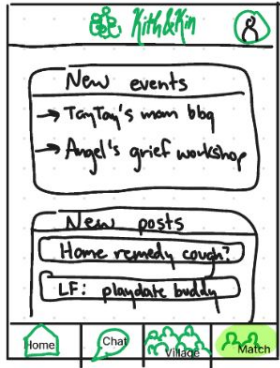 Kith&Kin
New events
→ TayTay's mom bbq
→ Angel's grief workshop
New posts
Home remedy cough?
LF: playdate buddy
Home Chat Village Match